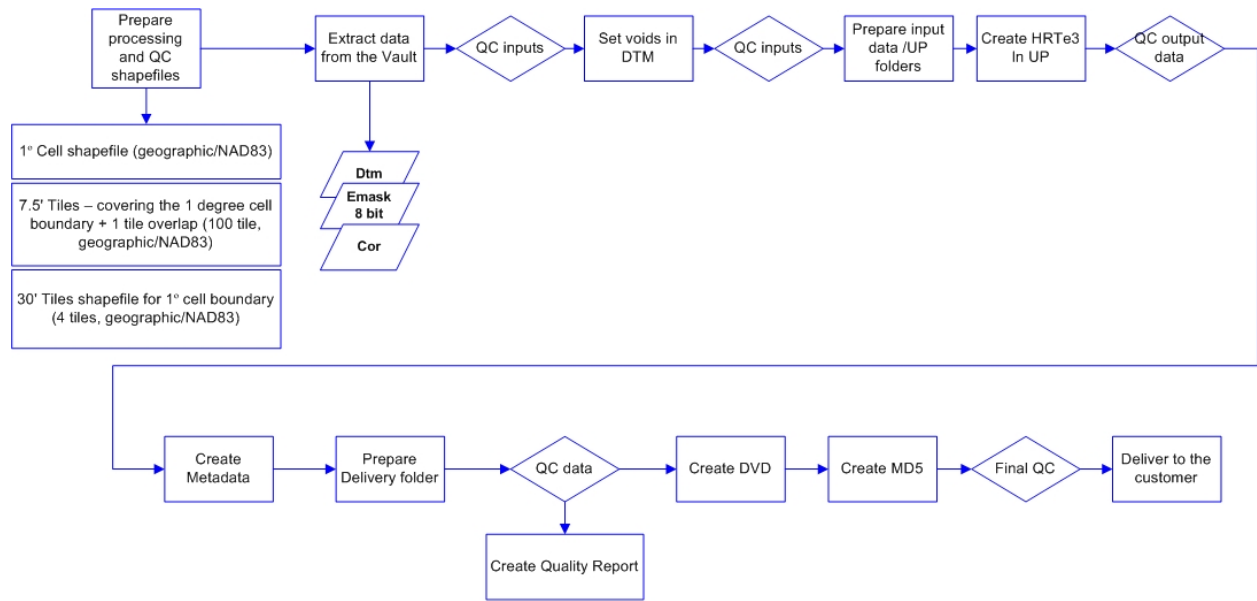 Prepare
processing
and QC
shapefiles
Extract data
from the Vault
QC inputs
Set voids in
DTM
QC inputs
Prepare input
data /UP
folders
Create HRTe3
In UP
QC output
data
1º Cell shapefile (geographic/NAD83)
7.5' Tiles – covering the 1 degree cell
boundary + 1 tile overlap (100 tile,
geographic/NAD83)
30' Tiles shapefile for 1º cell boundary
(4 tiles, geographic/NAD83)
Dtm
Emask
8 bit
Cor
Create
Metadata
Prepare
Delivery folder
QC data
Create DVD
Create MD5
Final QC
Deliver to the
customer
Create Quality Report